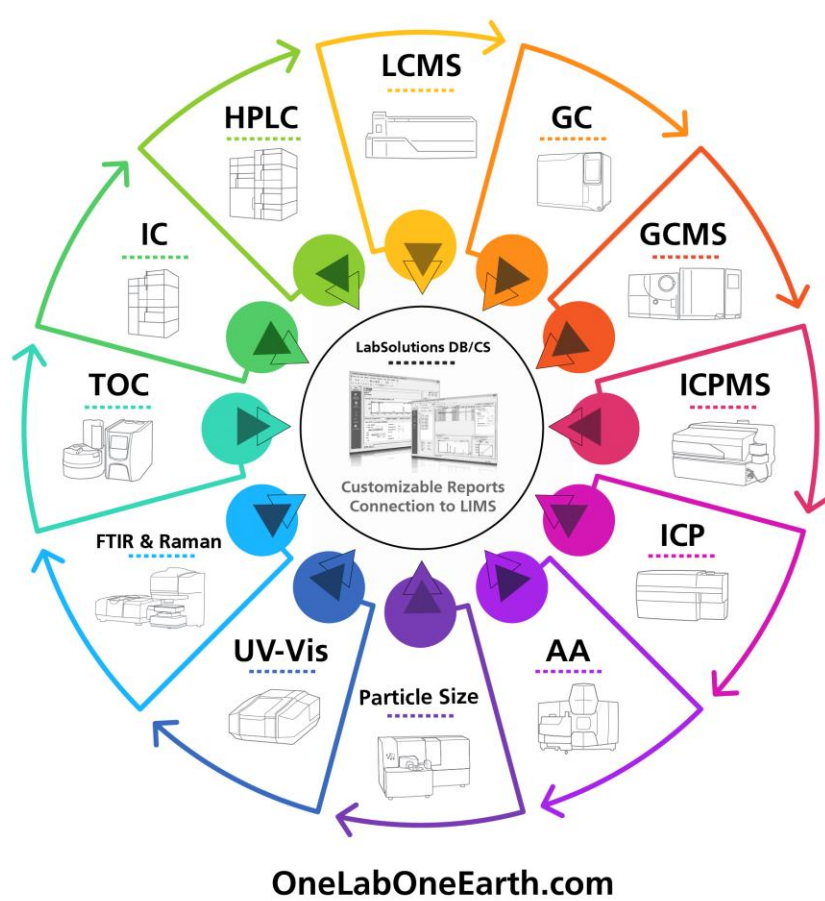 LCMS
GC
GCMS
ICPMS
ICP
AA
Particle Size
UV-Vis
FTIR & Raman
TOC
IC
HPLC
LabSolutions DB/CS
Customizable Reports
Connection to LIMS
OneLabOneEarth.com